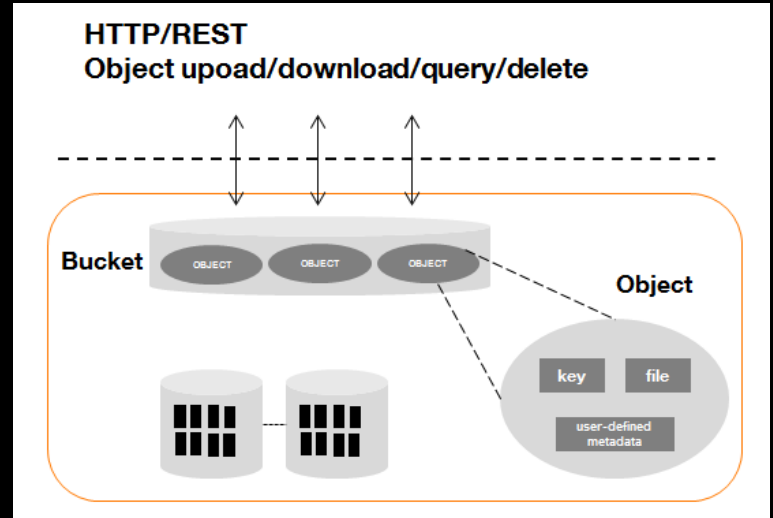 HTTP/REST
Object upoad/download/query/delete
Bucket
OBJECT
OBJECT
OBJECT
Object
key
file
user-defined
metadata